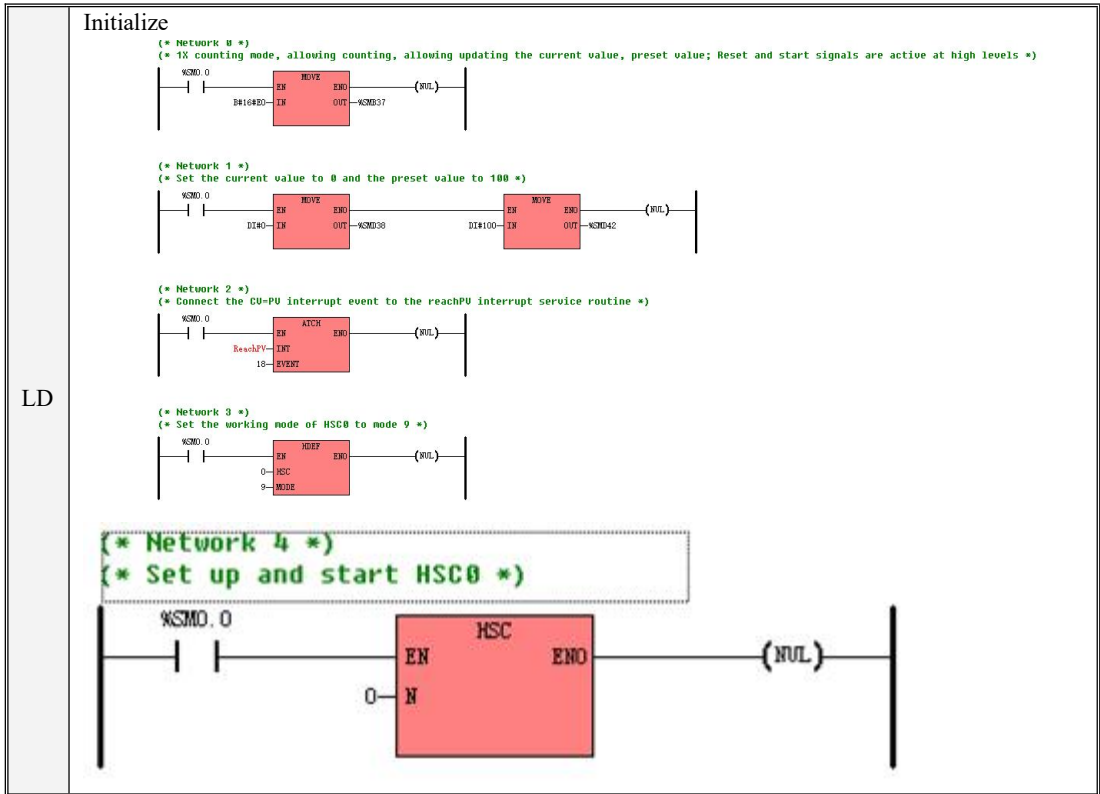 Initialize
(* Network 0 *)
(* 1X counting mode, allowing counting, allowing updating the current value, preset value; Reset and start signals are active at high levels *)
%SM0.0
MOVE
EN ENO (NUL)
B#16#E0 IN OUT %SMB37
(* Network 1 *)
(* Set the current value to 0 and the preset value to 100 *)
%SM0.0 MOVE MOVE
EN ENO EN ENO (NUL)
DI#0 IN OUT %SMD38 DI#100 IN OUT %SMD42
(* Network 2 *)
(* Connect the CV=PV interrupt event to the reachPV interrupt service routine *)
%SM0.0 ATCH
EN ENO (NUL)
ReachPV INT
18 EVENT
LD
(* Network 3 *)
(* Set the working mode of HSC0 to mode 9 *)
%SM0.0 HDEF
EN ENO (NUL)
0 HSC
9 MODE
(* Network 4 *)
(* Set up and start HSC0 *)
%SM0.0 HSC
EN ENO (NUL)
0 N